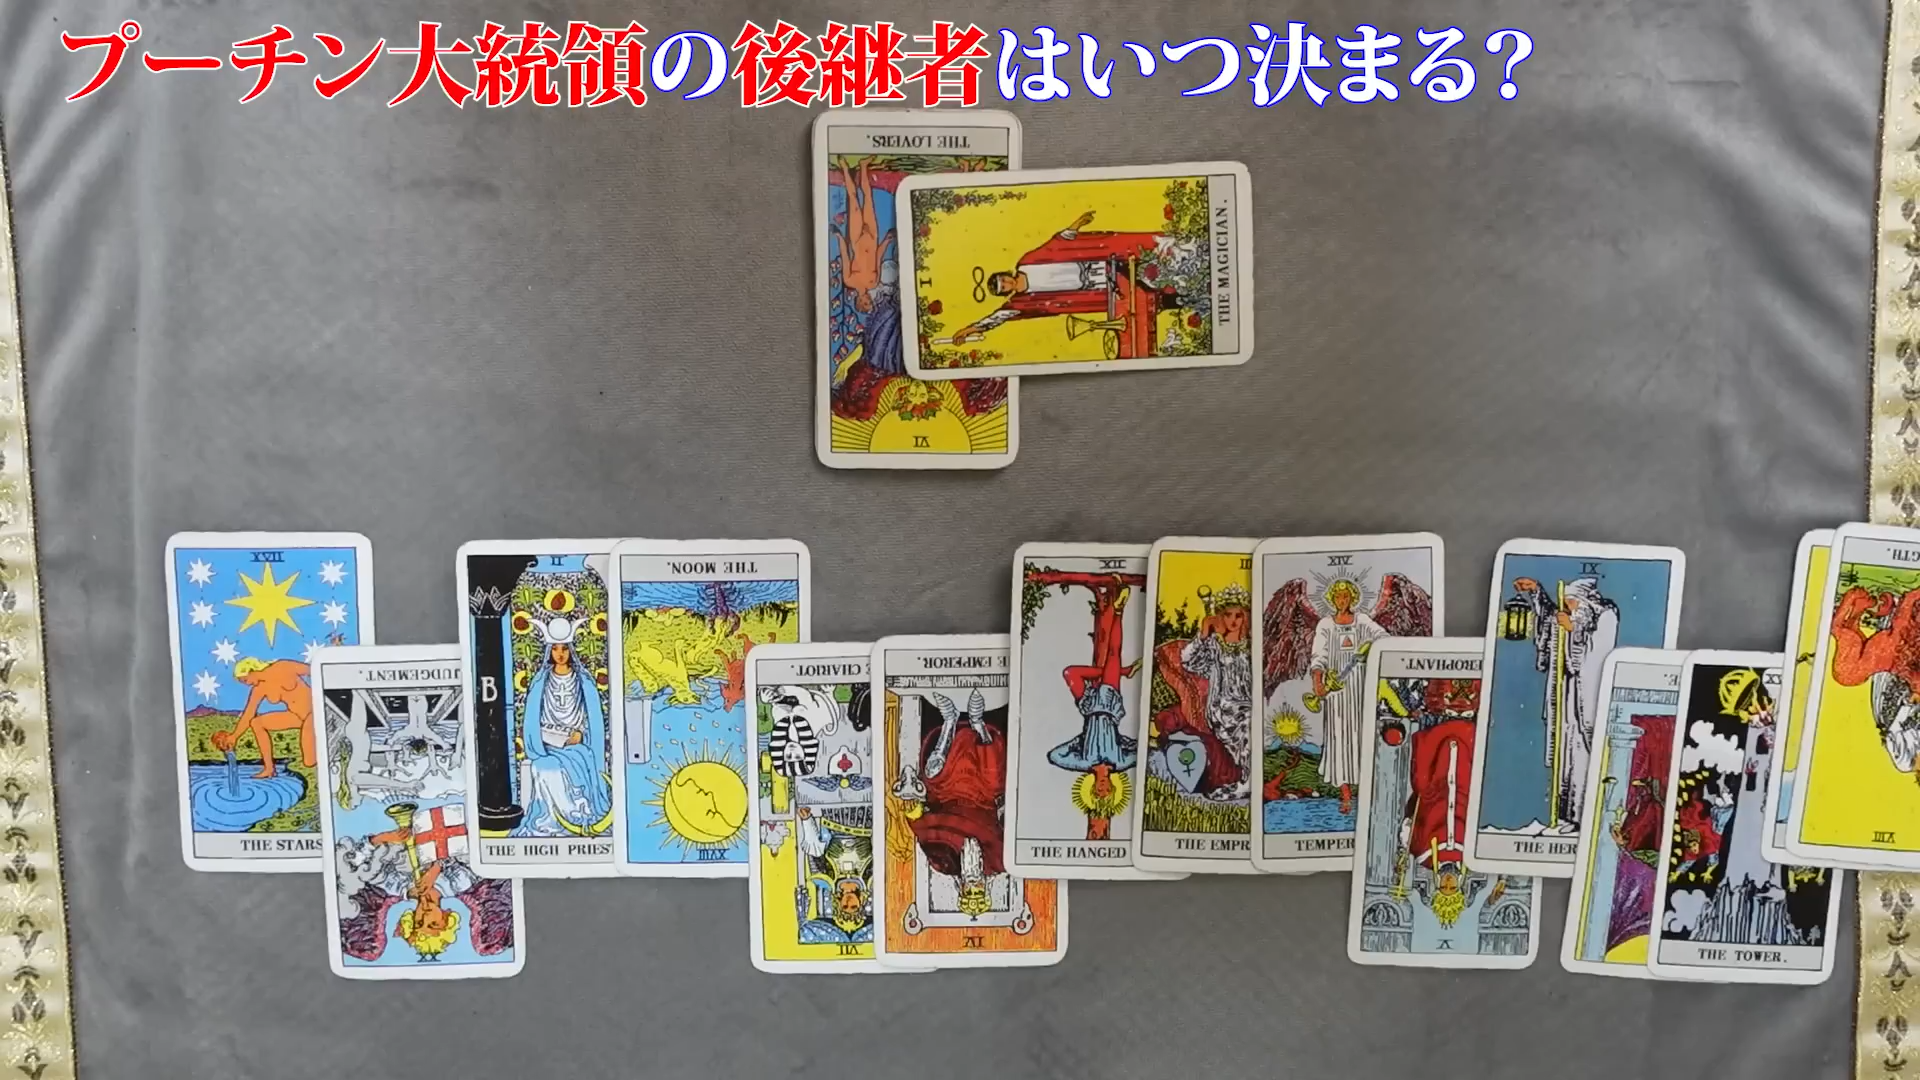 プーチン大統領の後継者はいつ決まる?
THE LOVERS.
VI
I
THE MAGICIAN.
XVII
THE STARS
JUDGEMENT.
XX
II
B
THE HIGH PRIEST
THE MOON.
XVIII
E CHARIOT.
VII
E EMPEROR.
IV
XII
THE HANGED
THE EMPR
XIV
TEMPER
EROPHANT.
V
IX
THE HER
E.
THE TOWER.
GTH.
VIII